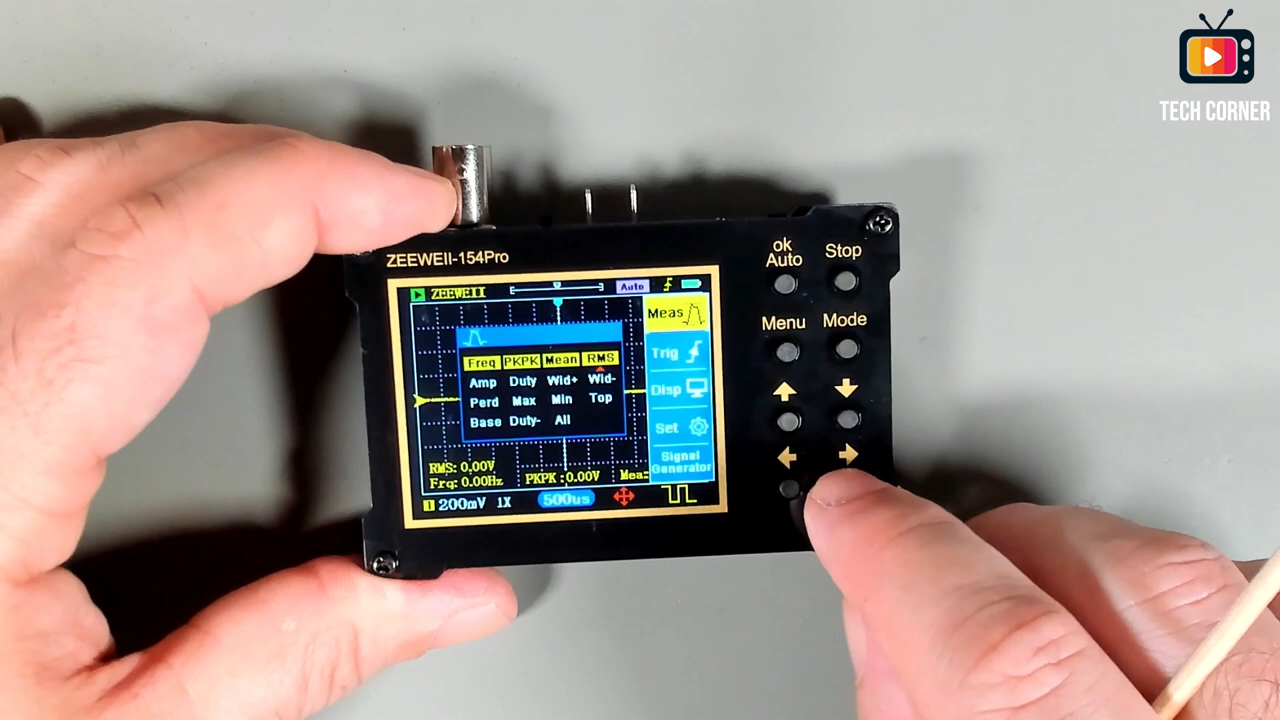 TECH CORNER
ZEEWEII-154Pro
ok
Auto
Stop
Menu
Mode
ZEEWEII
Auto
Meas
Trig
Disp
Set
Signal
Generator
Freq PKPK Mean RMS
Amp Duty Wid+ Wid-
Perd Max Min Top
Base Duty- All
RMS: 0.00V
Frq: 0.00Hz
PKPK :0.00V
Mea:
1 200mV 1X
500us